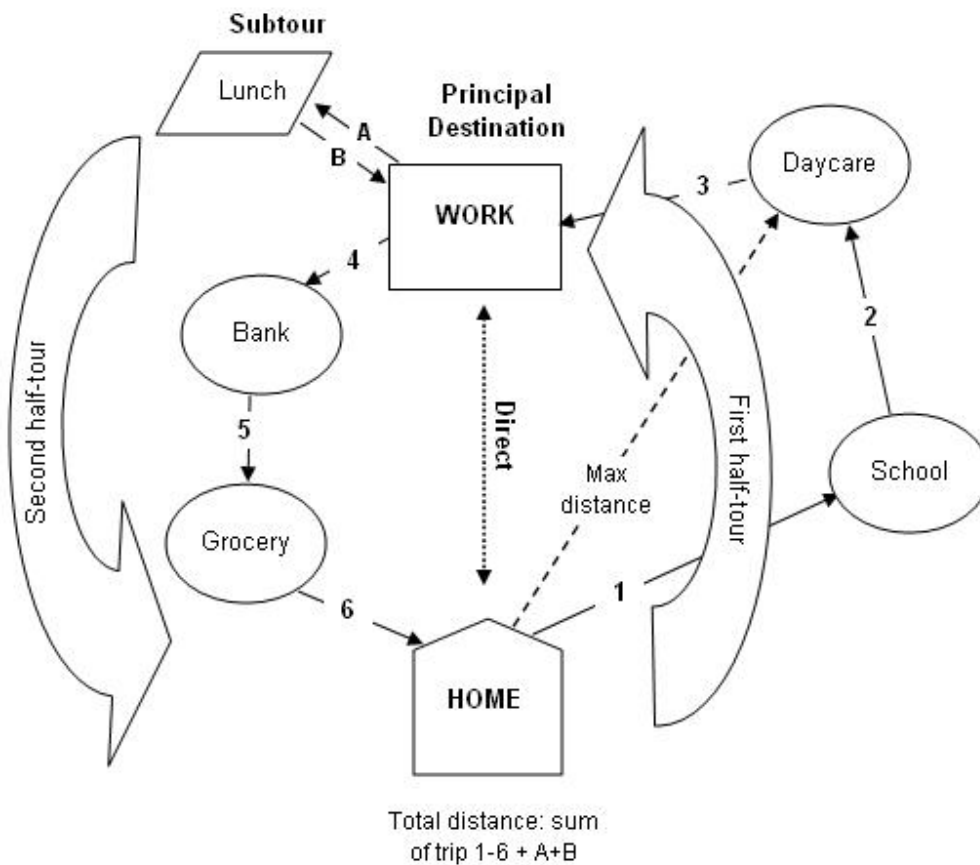 Subtour
Lunch
A
B
Principal
Destination
WORK
3
Daycare
4
2
Bank
5
Direct
Second half-tour
First half-tour
Max
distance
School
Grocery
6
1
HOME
Total distance: sum
of trip 1-6 + A+B